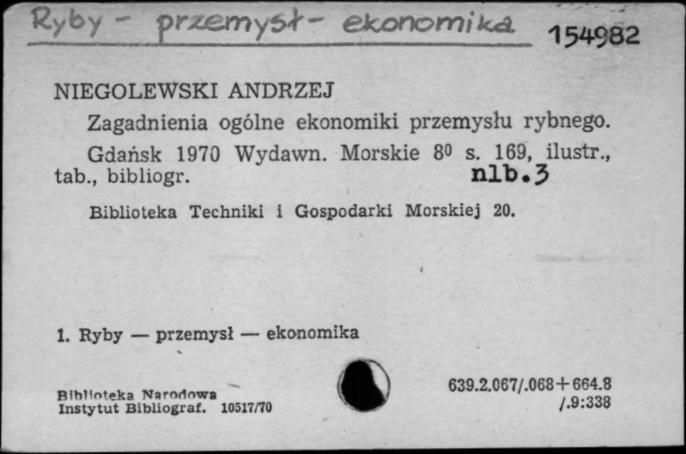 Ryby - przemysł - ekonomika
154982
NIEGOLEWSKI ANDRZEJ
Zagadnienia ogólne ekonomiki przemysłu rybnego.
Gdańsk 1970 Wydawn. Morskie 8⁰ s. 169, ilustr.,
tab., bibliogr. nlb.3
Biblioteka Techniki i Gospodarki Morskiej 20.
1. Ryby — przemysł — ekonomika
Biblioteka Narodowa
Instytut Bibliograf. 10517/70
639.2.067/.068+664.8
/.9:338